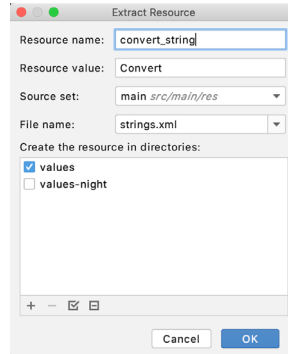 Extract Resource
Resource name: convert_string
Resource value: Convert
Source set: main src/main/res
File name: strings.xml
Create the resource in directories:
values
values-night
Cancel OK